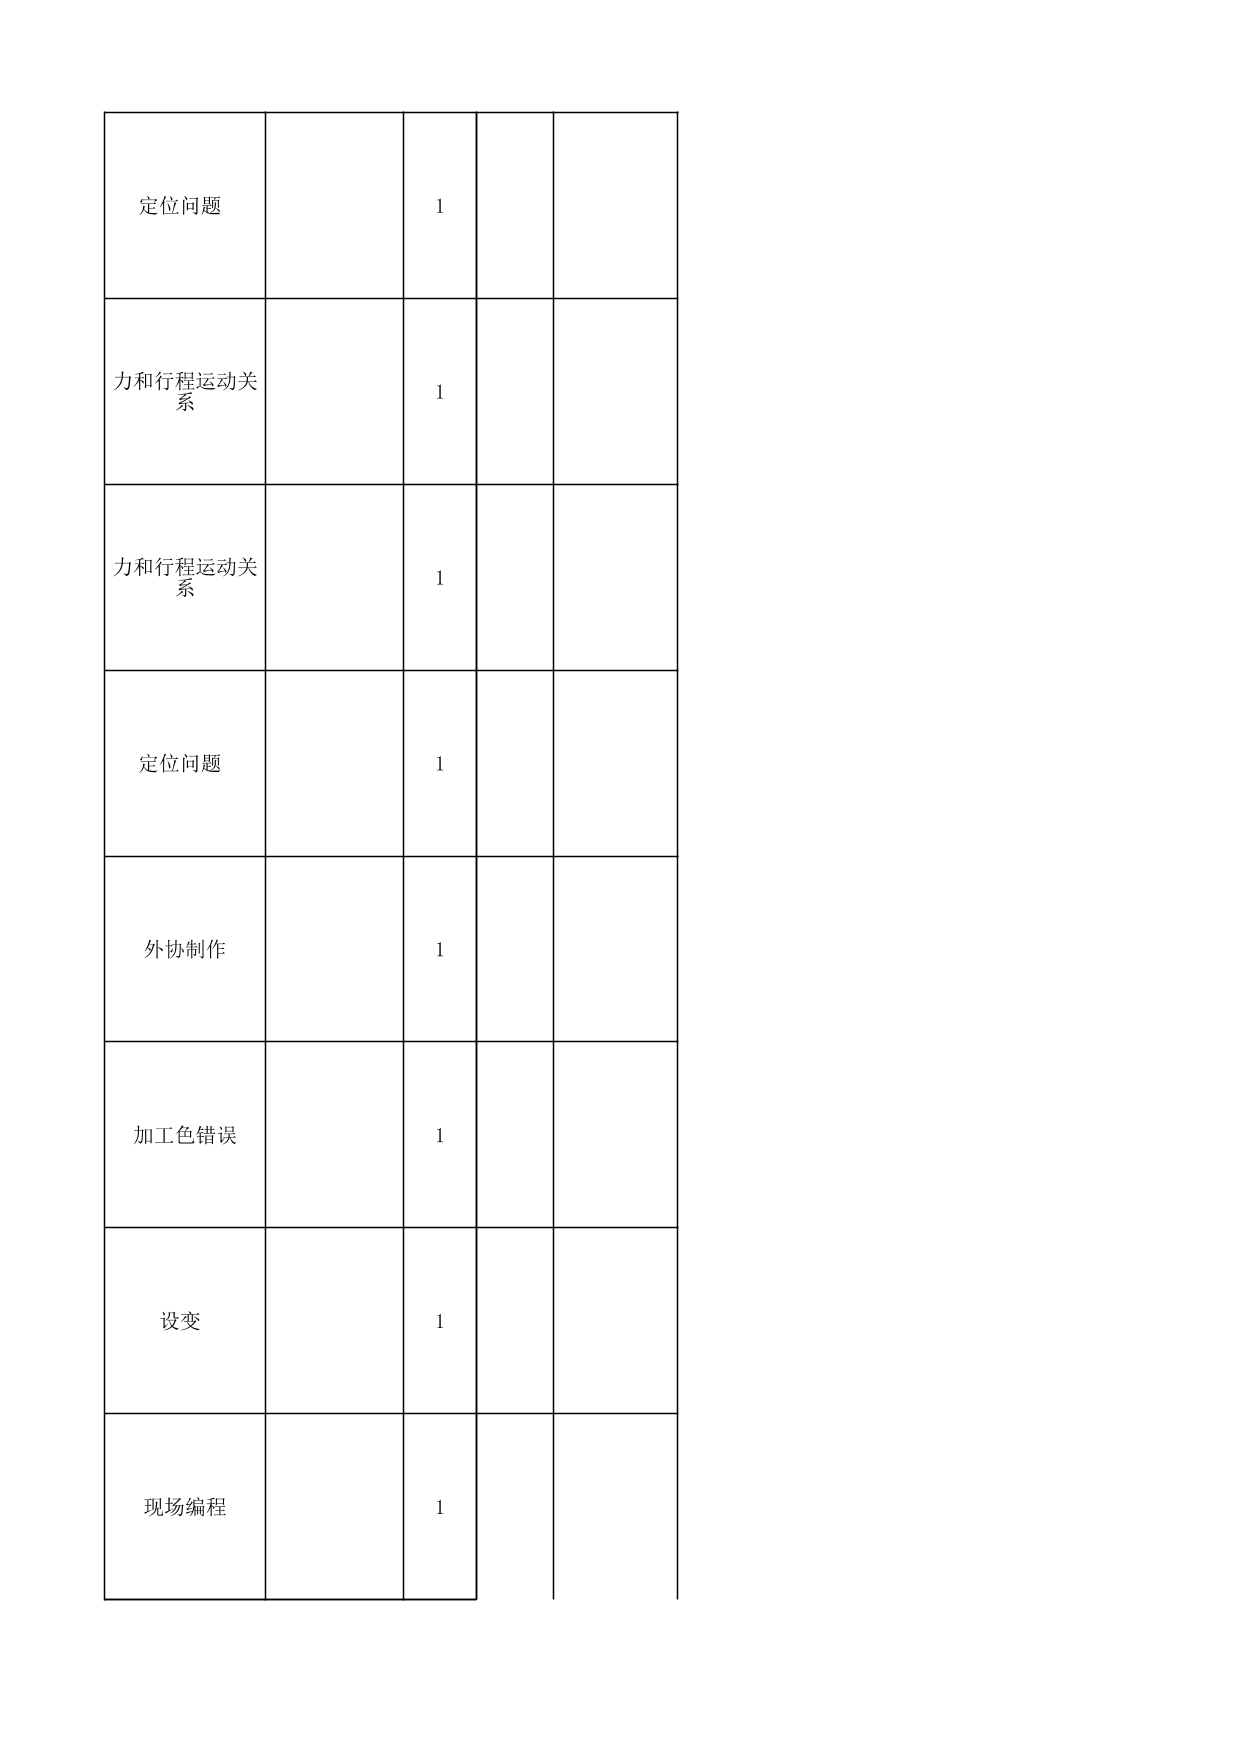 定位问题 1
力和行程运动关
系 1
力和行程运动关
系 1
定位问题 1
外协制作 1
加工色错误 1
设变 1
现场编程 1